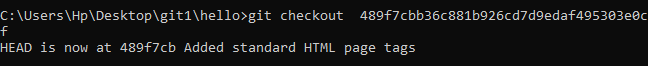 C:\Users\Hp\Desktop\git1\hello>git checkout  489f7cbb36c881b926cd7d9edaf495303e0c
f
HEAD is now at 489f7cb Added standard HTML page tags